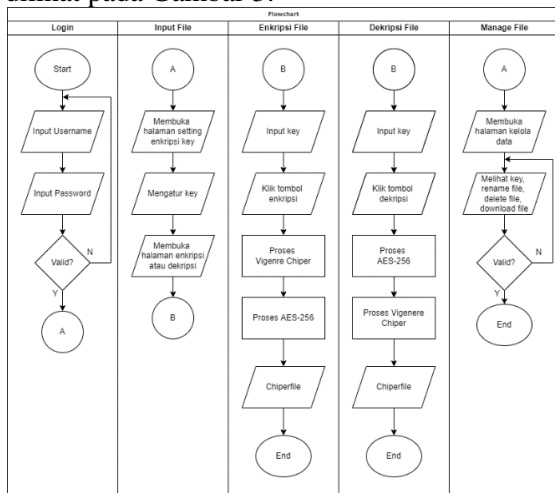 dilihat pada Gambar 3.
Flowchart
Login
Input File
Enkripsi File
Dekripsi File
Manage File
Start
Input Username
Input Password
Valid?
N
Y
A
A
Membuka
halaman setting
enkripsi key
Mengatur key
Membuka
halaman enkripsi
atau dekripsi
B
B
Input key
Klik tombol
enkripsi
Proses
Vigenre Chiper
Proses AES-256
Chiperfile
End
B
Input key
Klik tombol
dekripsi
Proses
AES-256
Proses Vigenere
Chiper
Chiperfile
End
A
Membuka
halaman kelola
data
Melihat key,
rename file,
delete file,
download file
Valid?
N
Y
End